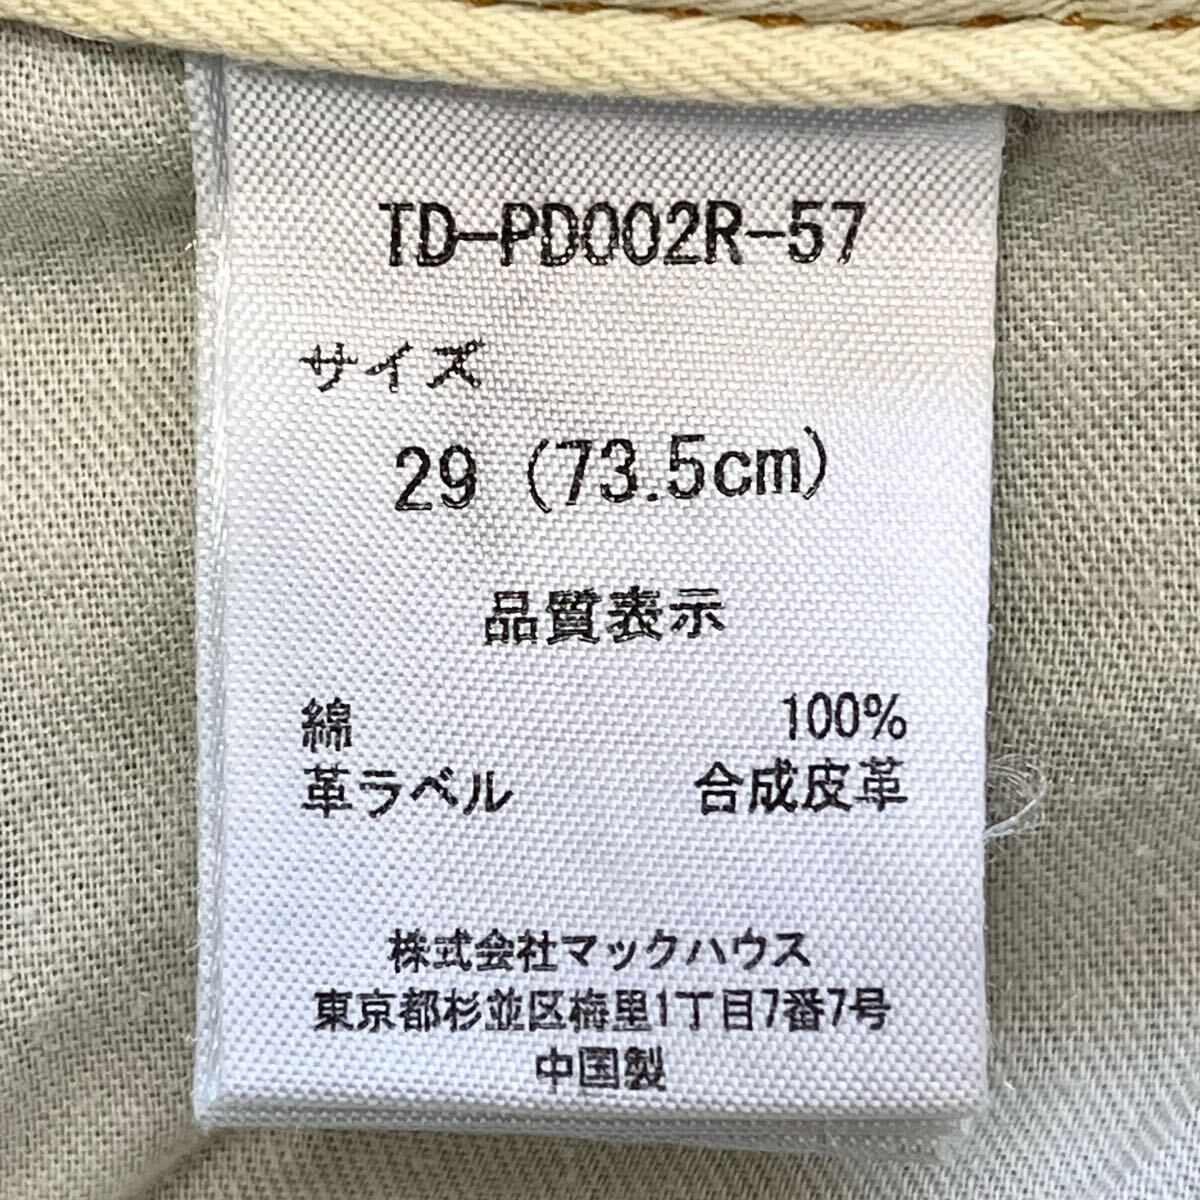 TD-PD002R-57
サイズ
29 (73.5cm)
品質表示
綿 100%
革ラベル 合成皮革
株式会社マックハウス
東京都杉並区梅里1丁目7番7号
中国製